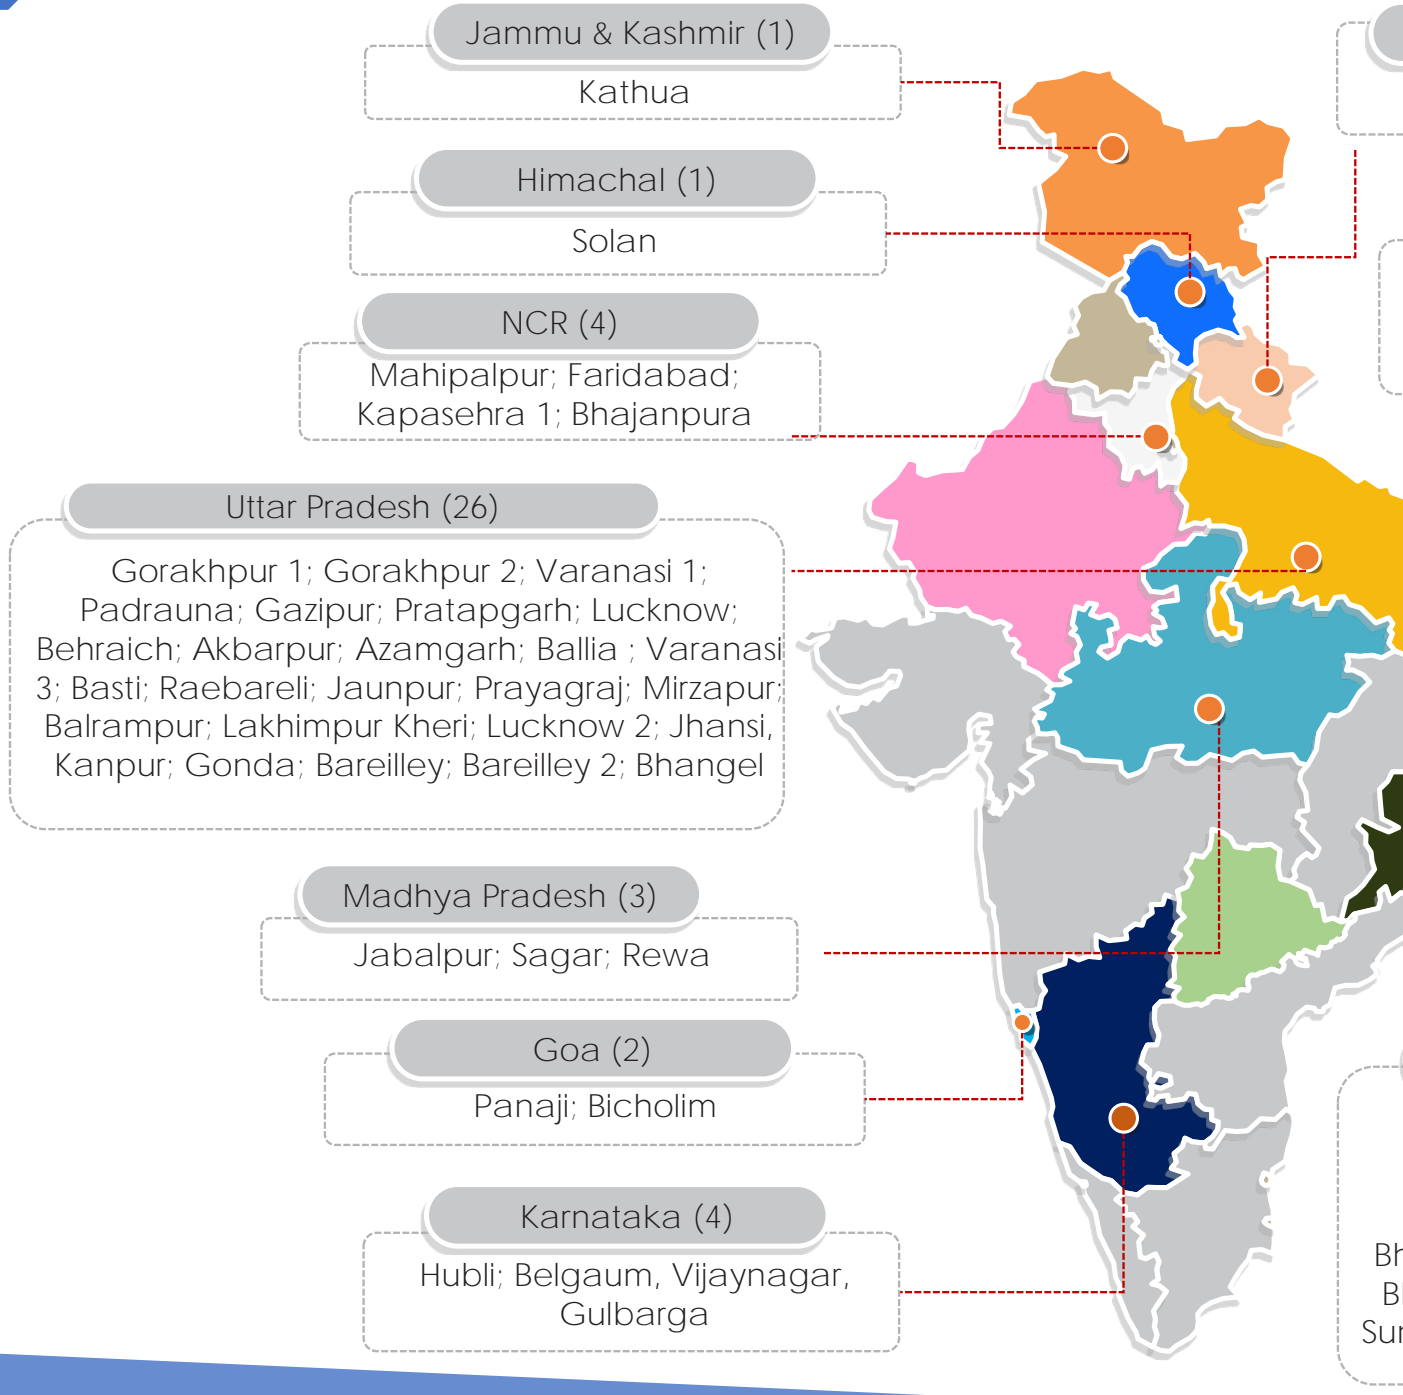 Jammu & Kashmir (1)
Kathua
Himachal (1)
Solan
NCR (4)
Mahipalpur; Faridabad;
Kapasehra 1; Bhajanpura
Uttar Pradesh (26)
Gorakhpur 1; Gorakhpur 2; Varanasi 1;
Padrauna; Gazipur; Pratapgarh; Lucknow;
Behraich; Akbarpur; Azamgarh; Ballia ; Varanasi
3; Basti; Raebareli; Jaunpur; Prayagraj; Mirzapur;
Balrampur; Lakhimpur Kheri; Lucknow 2; Jhansi,
Kanpur; Gonda; Bareilley; Bareilley 2; Bhangel
Madhya Pradesh (3)
Jabalpur; Sagar; Rewa
Goa (2)
Panaji; Bicholim
Karnataka (4)
Hubli; Belgaum, Vijaynagar,
Gulbarga